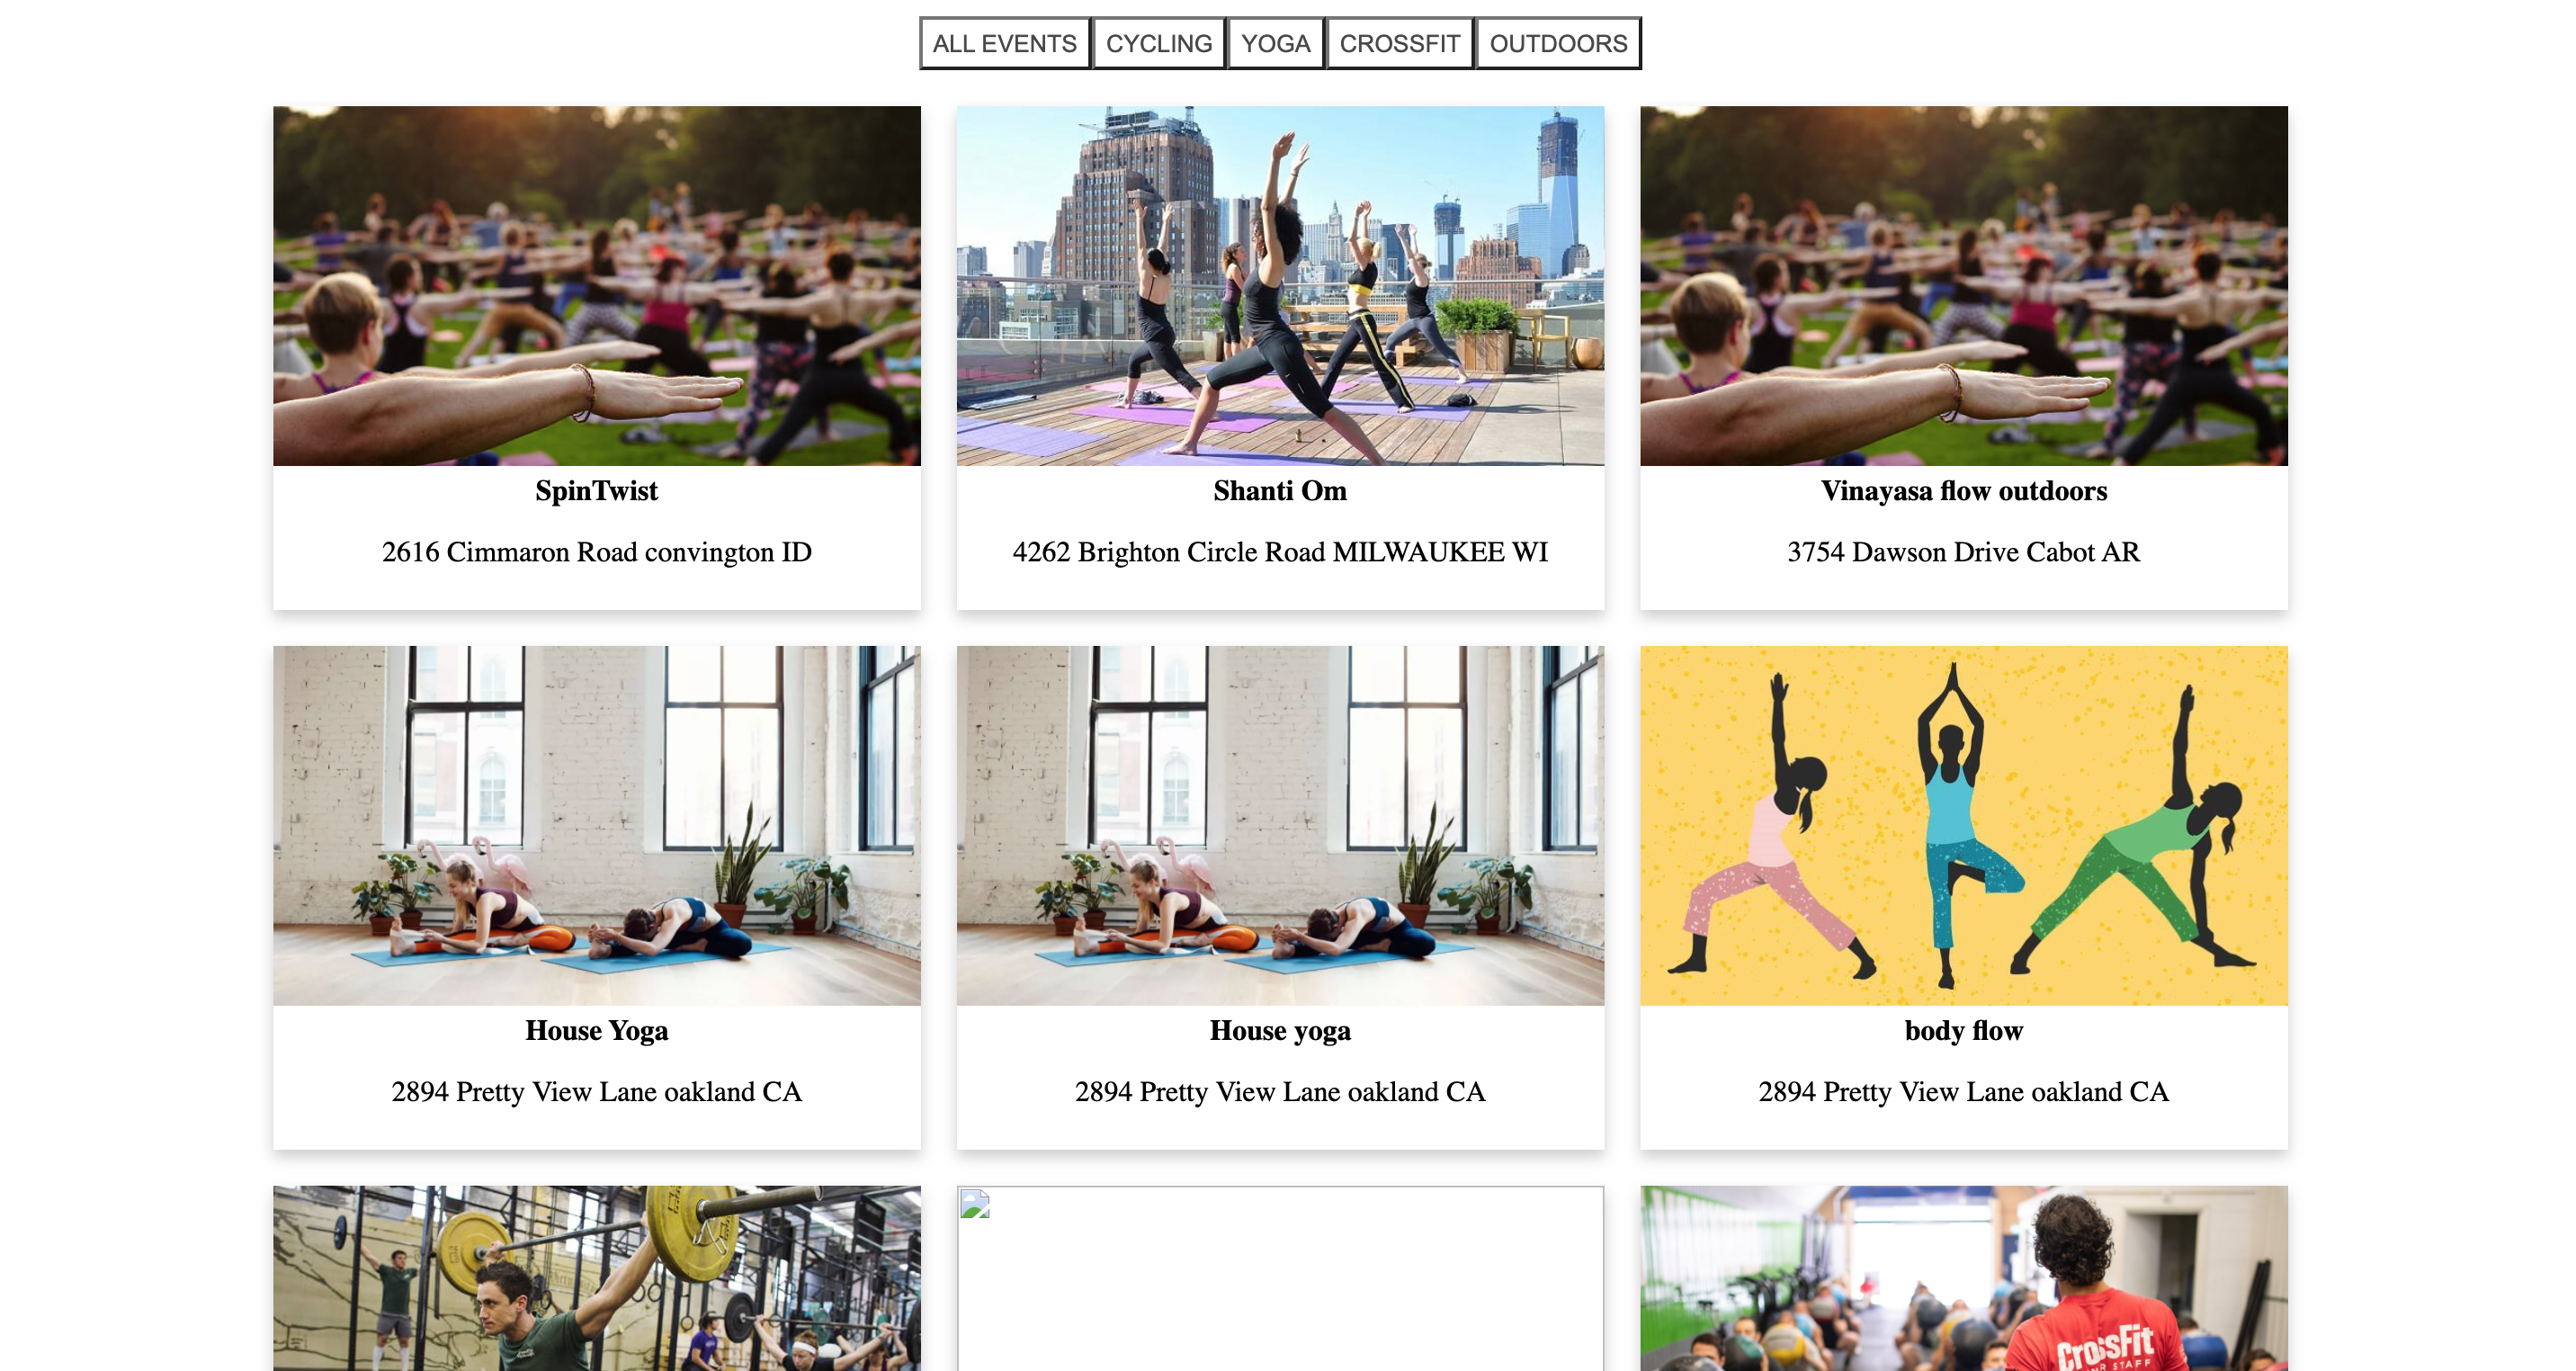 ALL EVENTS CYCLING YOGA CROSSFIT OUTDOORS
SpinTwist
2616 Cimmaron Road convington ID
Shanti Om
4262 Brighton Circle Road MILWAUKEE WI
Vinayasa flow outdoors
3754 Dawson Drive Cabot AR
House Yoga
2894 Pretty View Lane oakland CA
House yoga
2894 Pretty View Lane oakland CA
body flow
2894 Pretty View Lane oakland CA
CrossFit
STAFF